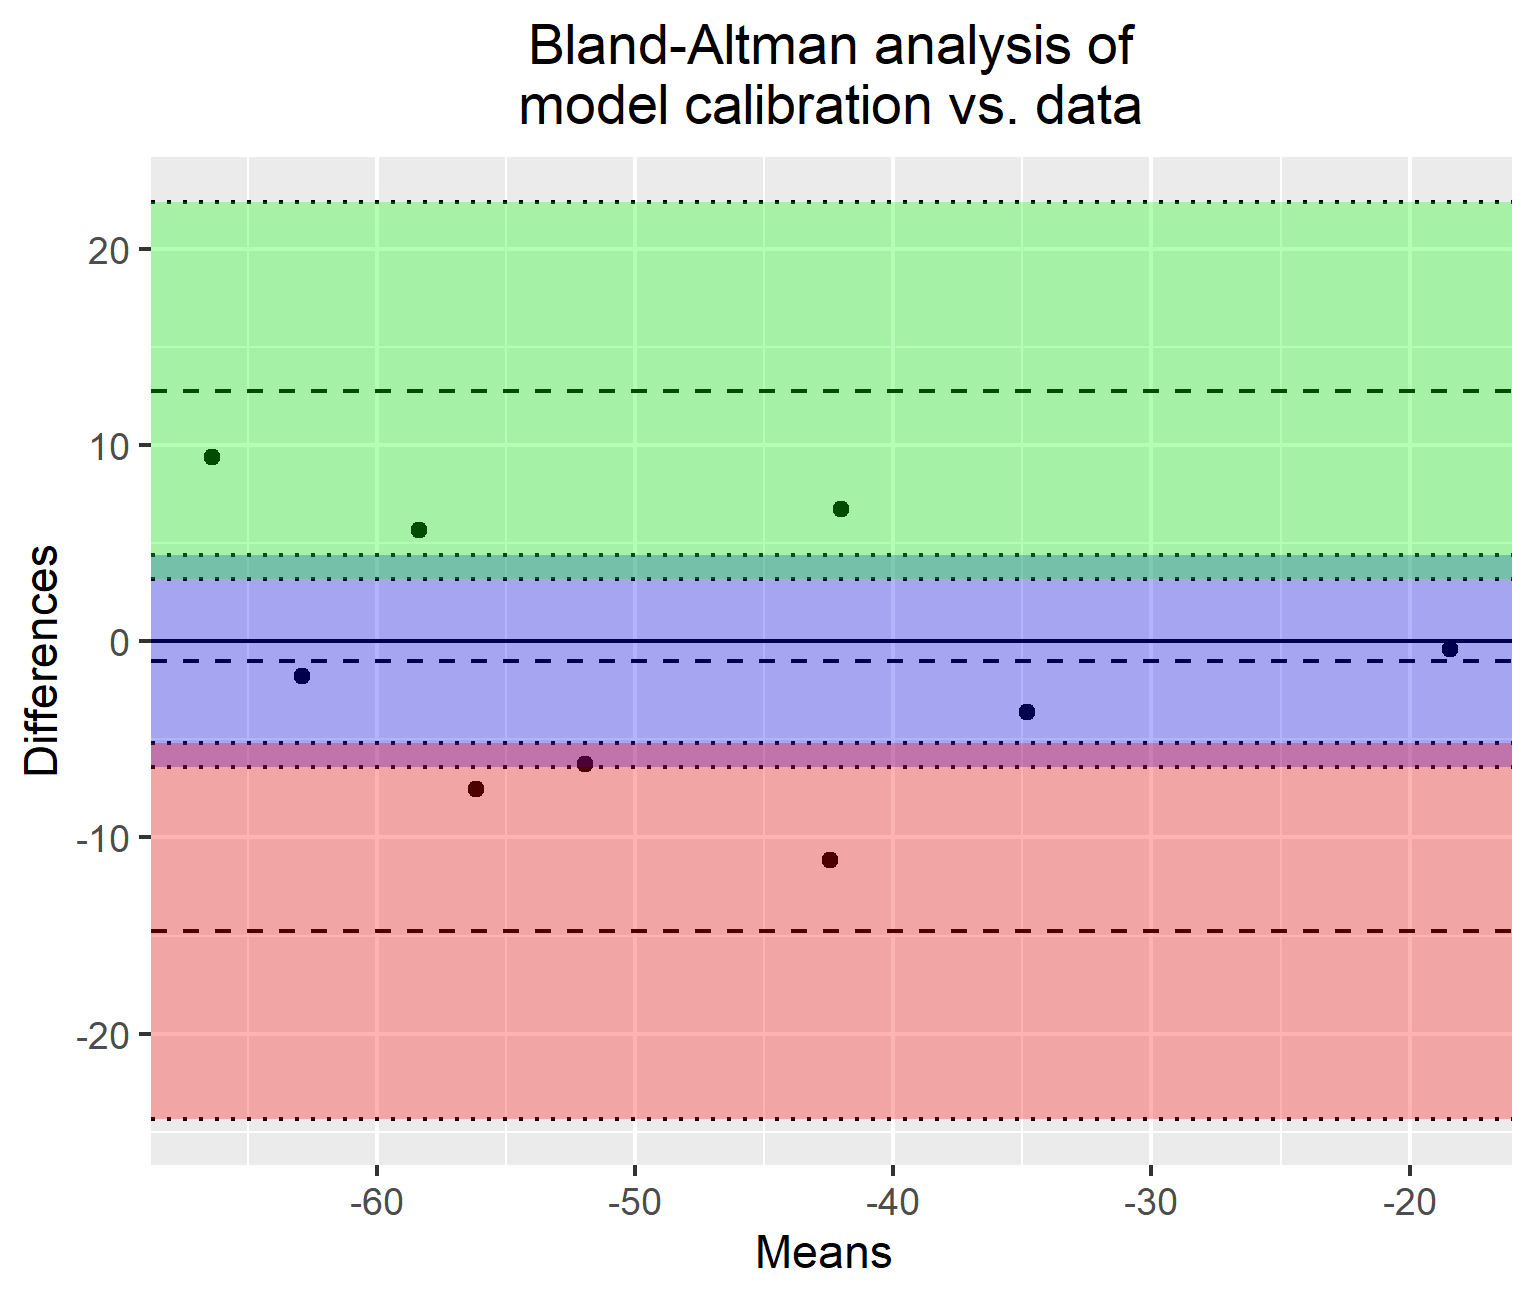 Bland-Altman analysis of
model calibration vs. data
Differences
20
10
0
-10
-20
-60 -50 -40 -30 -20
Means